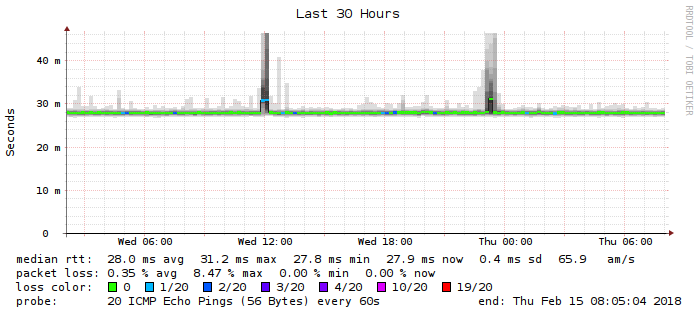 Last 30 Hours
RRDTOOL / TOBI OETIKER
Seconds
40 m
30 m
20 m
10 m
0
Wed 06:00 Wed 12:00 Wed 18:00 Thu 00:00 Thu 06:00
median rtt: 28.0 ms avg 31.2 ms max 27.8 ms min 27.9 ms now 0.4 ms sd 65.9 am/s
packet loss: 0.35 % avg 8.47 % max 0.00 % min 0.00 % now
loss color: 0 1/20 2/20 3/20 4/20 10/20 19/20
probe: 20 ICMP Echo Pings (56 Bytes) every 60s end: Thu Feb 15 08:05:04 2018